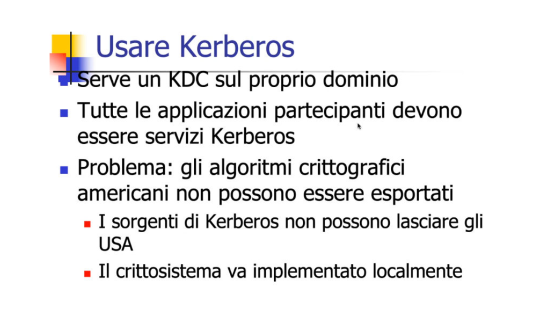 Usare Kerberos
Serve un KDC sul proprio dominio
Tutte le applicazioni partecipanti devono
essere servizi Kerberos
Problema: gli algoritmi crittografici
americani non possono essere esportati
I sorgenti di Kerberos non possono lasciare gli
USA
Il crittosistema va implementato localmente